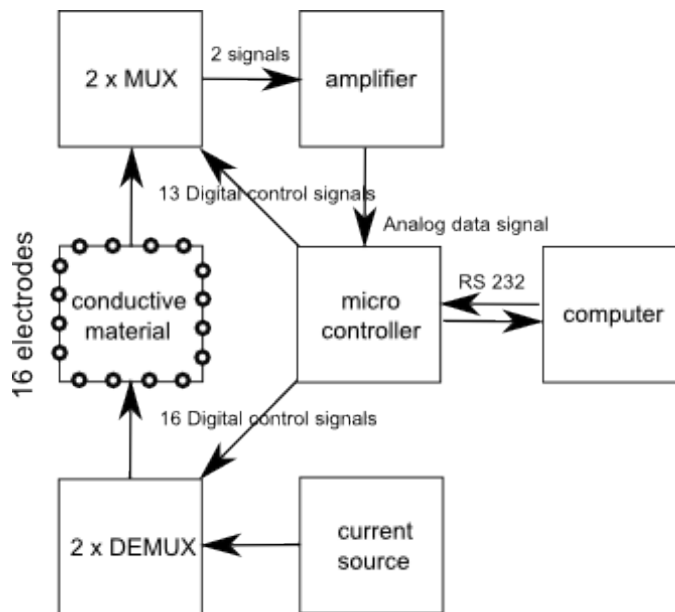 2 signals
2 x MUX
amplifier
13 Digital control signals
Analog data signal
16 electrodes
conductive
material
micro
controller
RS 232
computer
16 Digital control signals
2 x DEMUX
current
source